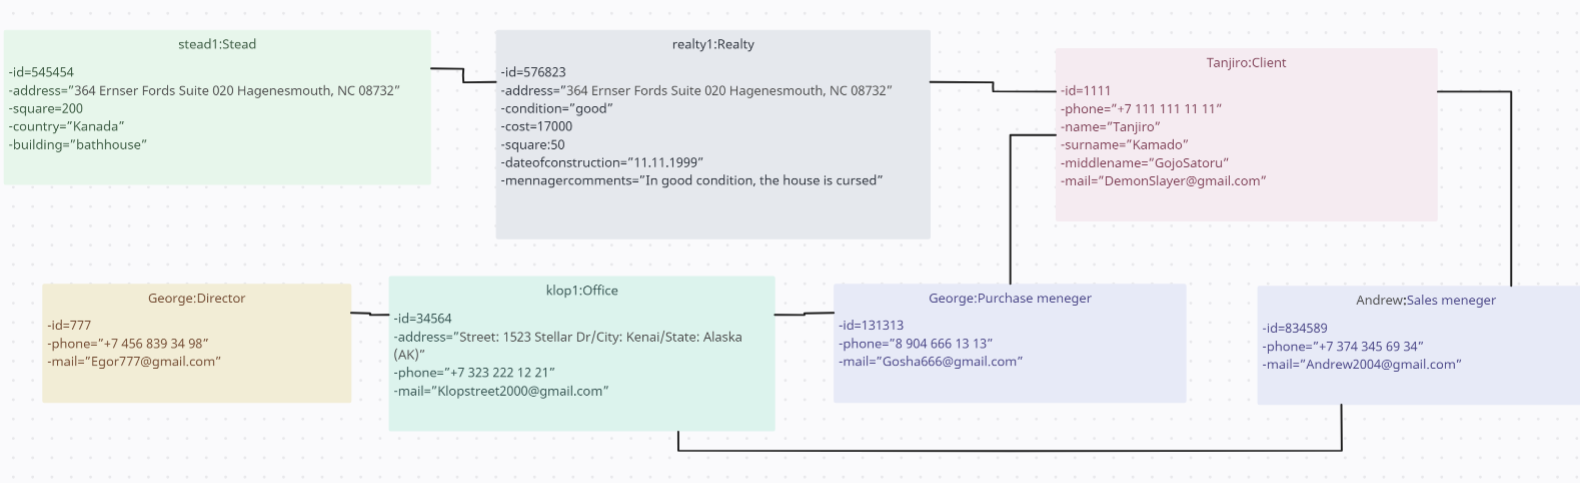 stead1:Stead
-id=545454
-address=”364 Ernser Fords Suite 020 Hagenesmouth, NC 08732”
-square=200
-country=”Kanada”
-building=”bathhouse”
realty1:Realty
-id=576823
-address=”364 Ernser Fords Suite 020 Hagenesmouth, NC 08732”
-condition=”good”
-cost=17000
-square:50
-dateofconstruction=”11.11.1999”
-mennagercomments=”In good condition, the house is cursed”
Tanjiro:Client
-id=1111
-phone=”+7 111 111 11 11”
-name=”Tanjiro”
-surname=”Kamado”
-middlename=”GojoSatoru”
-mail=”DemonSlayer@gmail.com”
George:Director
-id=777
-phone=”+7 456 839 34 98”
-mail=”Egor777@gmail.com”
klop1:Office
-id=34564
-address=”Street: 1523 Stellar Dr/City: Kenai/State: Alaska
(AK)”
-phone=”+7 323 222 12 21”
-mail=”Klopstreet2000@gmail.com”
George:Purchase meneger
-id=131313
-phone=”8 904 666 13 13”
-mail=”Gosha666@gmail.com”
Andrew:Sales meneger
-id=834589
-phone=”+7 374 345 69 34”
-mail=”Andrew2004@gmail.com”